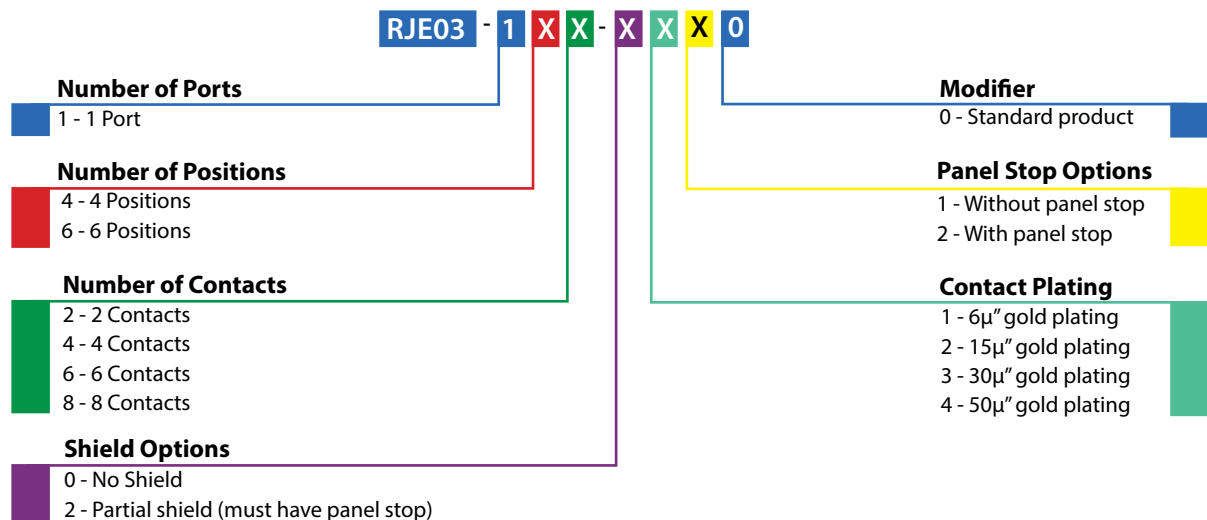 RJE03 - 1 X X - X X X 0
Number of Ports
1 - 1 Port
Number of Positions
4 - 4 Positions
6 - 6 Positions
Number of Contacts
2 - 2 Contacts
4 - 4 Contacts
6 - 6 Contacts
8 - 8 Contacts
Shield Options
0 - No Shield
2 - Partial shield (must have panel stop)
Modifier
0 - Standard product
Panel Stop Options
1 - Without panel stop
2 - With panel stop
Contact Plating
1 - 6µ” gold plating
2 - 15µ” gold plating
3 - 30µ” gold plating
4 - 50µ” gold plating